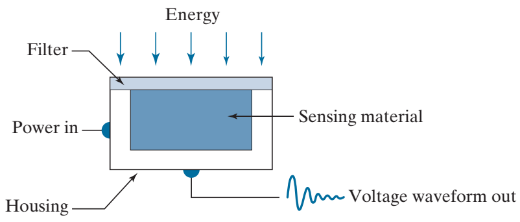 Energy
Filter
Sensing material
Power in
Housing
Voltage waveform out